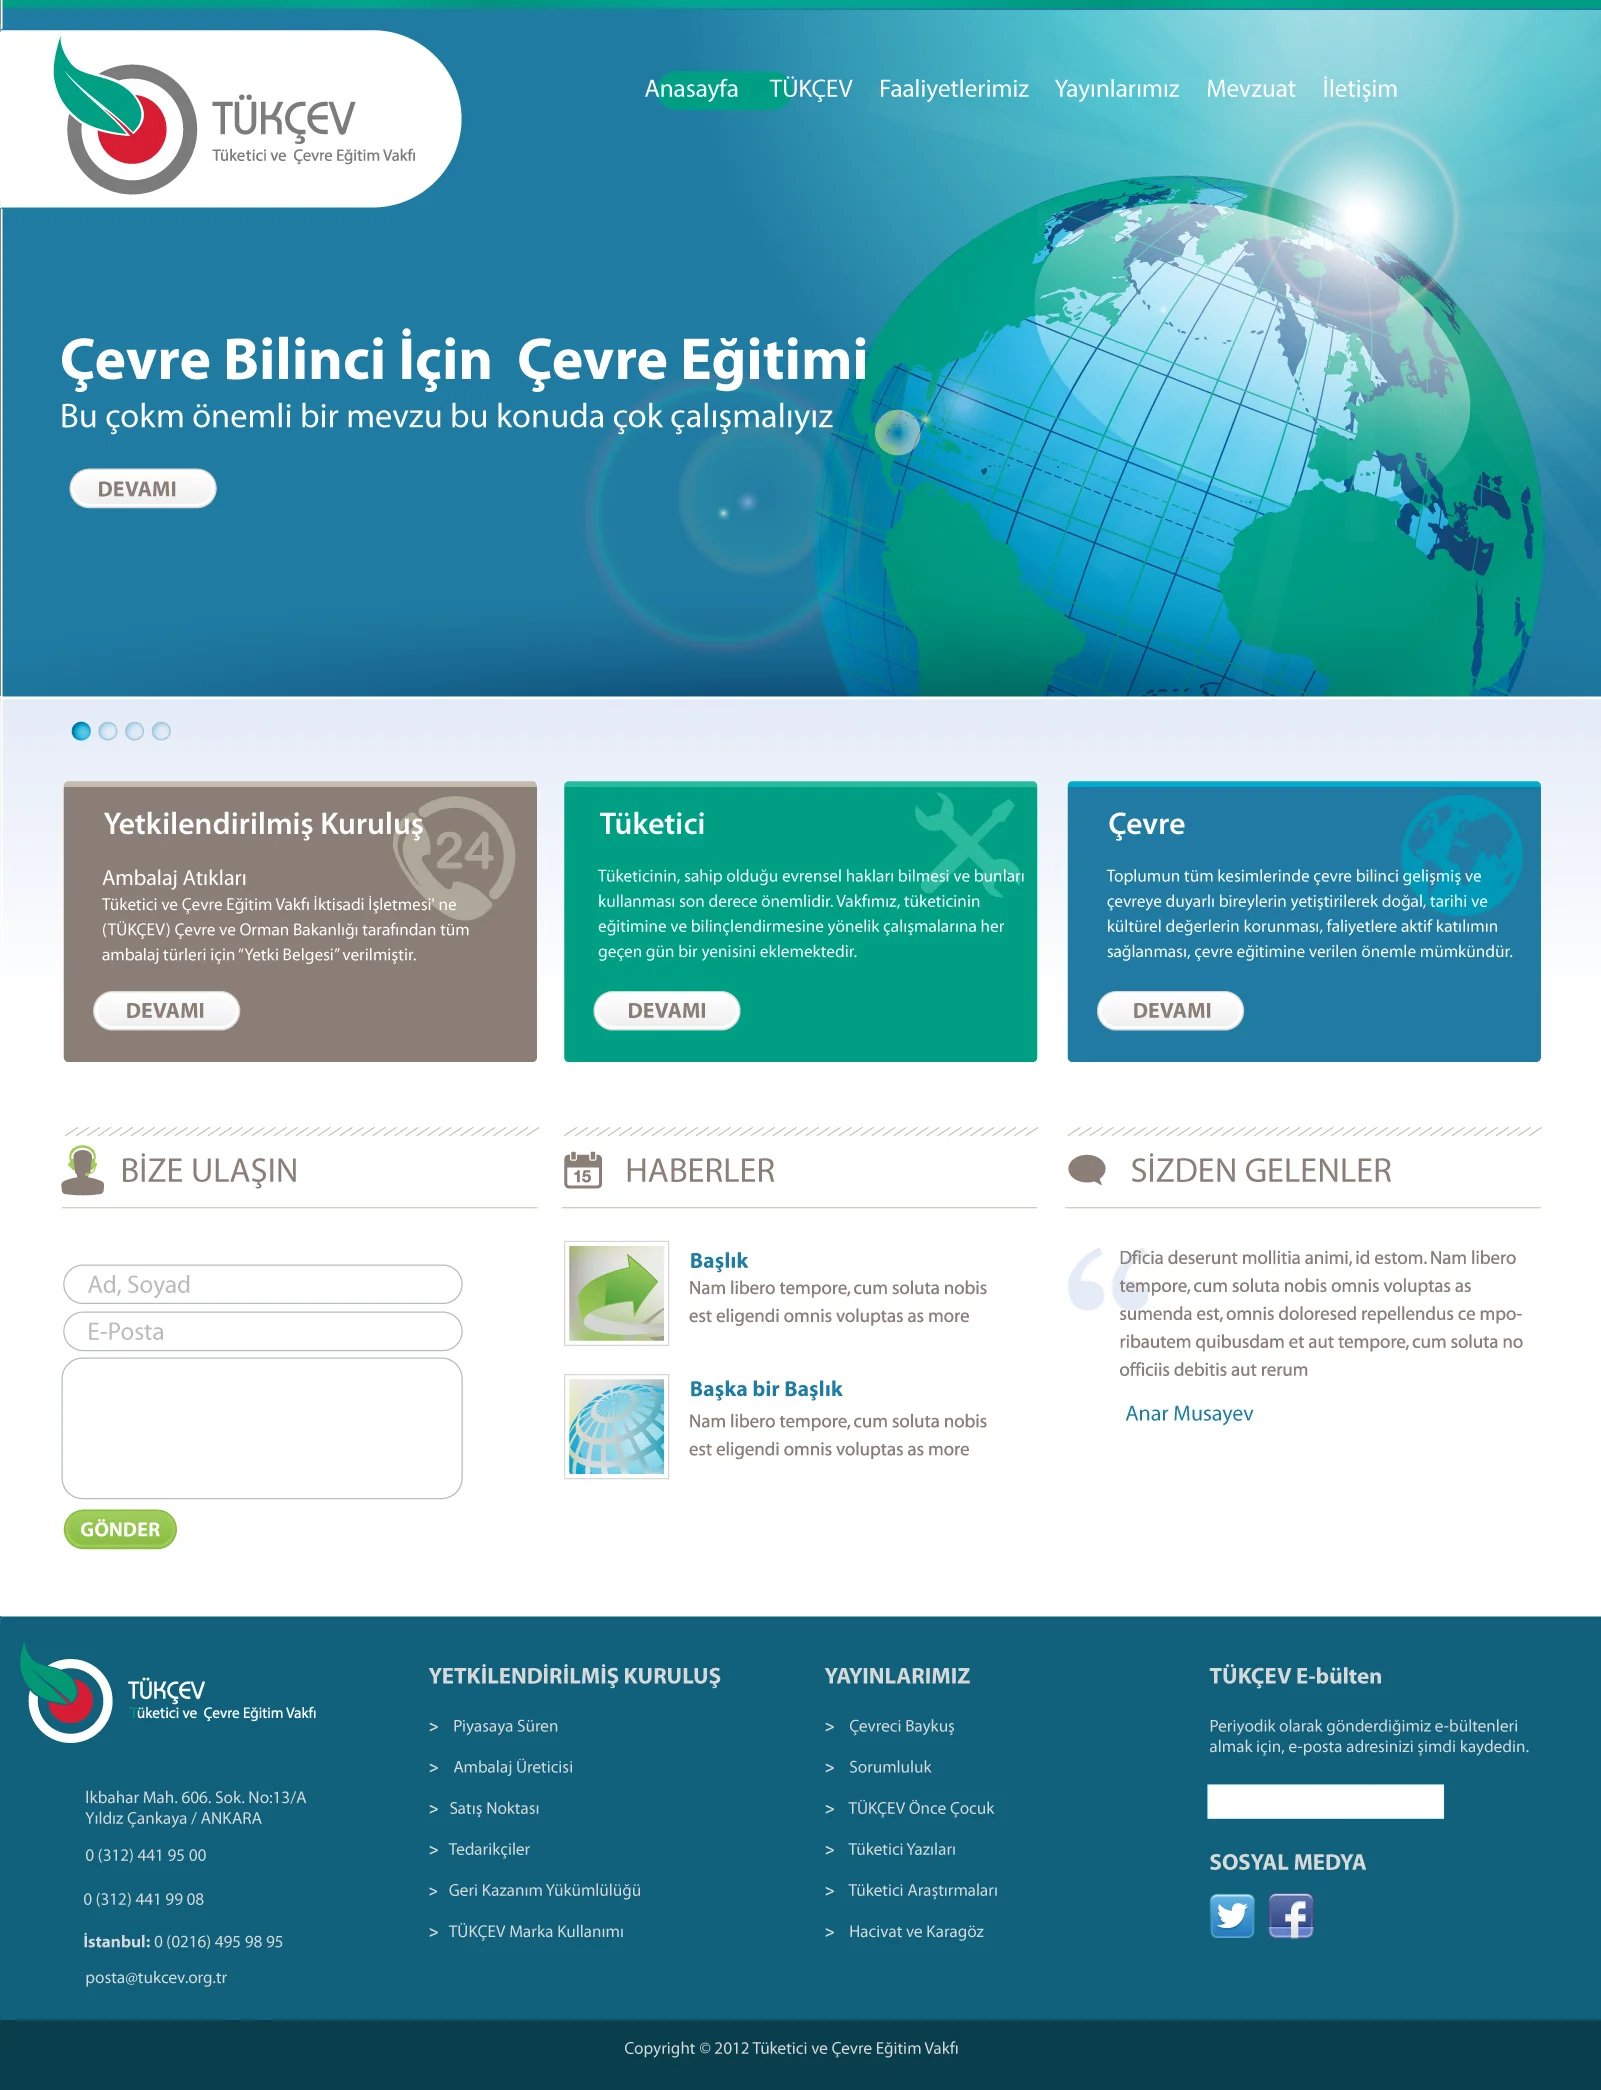 TÜKÇEV
Tüketici ve Çevre Eğitim Vakfı
Anasayfa TÜKÇEV Faaliyetlerimiz Yayınlarımız Mevzuat İletişim
Çevre Bilinci İçin Çevre Eğitimi
Bu çokm önemli bir mevzu bu konuda çok çalışmalıyız
DEVAMI
Yetkilendirilmiş Kuruluş
24
Ambalaj Atıkları
Tüketici ve Çevre Eğitim Vakfı İktisadi İşletmesi' ne
(TÜKÇEV) Çevre ve Orman Bakanlığı tarafından tüm
ambalaj türleri için “Yetki Belgesi” verilmiştir.
DEVAMI
Tüketici
Tüketicinin, sahip olduğu evrensel hakları bilmesi ve bunları
kullanması son derece önemlidir. Vakfımız, tüketicinin
eğitimine ve bilinçlendirmesine yönelik çalışmalarına her
geçen gün bir yenisini eklemektedir.
DEVAMI
Çevre
Toplumun tüm kesimlerinde çevre bilinci gelişmiş ve
çevreye duyarlı bireylerin yetiştirilerek doğal, tarihi ve
kültürel değerlerin korunması, faliyetlere aktif katılımın
sağlanması, çevre eğitimine verilen önemle mümkündür.
DEVAMI
BİZE ULAŞIN
Ad, Soyad
E-Posta
GÖNDER
15
HABERLER
Başlık
Nam libero tempore, cum soluta nobis
est eligendi omnis voluptas as more
Başka bir Başlık
Nam libero tempore, cum soluta nobis
est eligendi omnis voluptas as more
SİZDEN GELENLER
“
Dficia deserunt mollitia animi, id estom. Nam libero
tempore, cum soluta nobis omnis voluptas as
sumenda est, omnis doloresed repellendus ce mpo-
ribautem quibusdam et aut tempore, cum soluta no
officiis debitis aut rerum
Anar Musayev
TÜKÇEV
Tüketici ve Çevre Eğitim Vakfı
Ikbahar Mah. 606. Sok. No:13/A
Yıldız Çankaya / ANKARA
0 (312) 441 95 00
0 (312) 441 99 08
İstanbul: 0 (0216) 495 98 95
posta@tukcev.org.tr
YETKİLENDİRİLMİŞ KURULUŞ
> Piyasaya Süren
> Ambalaj Üreticisi
> Satış Noktası
> Tedarikçiler
> Geri Kazanım Yükümlülüğü
> TÜKÇEV Marka Kullanımı
YAYINLARIMIZ
> Çevreci Baykuş
> Sorumluluk
> TÜKÇEV Önce Çocuk
> Tüketici Yazıları
> Tüketici Araştırmaları
> Hacivat ve Karagöz
TÜKÇEV E-bülten
Periyodik olarak gönderdiğimiz e-bültenleri
almak için, e-posta adresinizi şimdi kaydedin.
SOSYAL MEDYA
Copyright © 2012 Tüketici ve Çevre Eğitim Vakfı